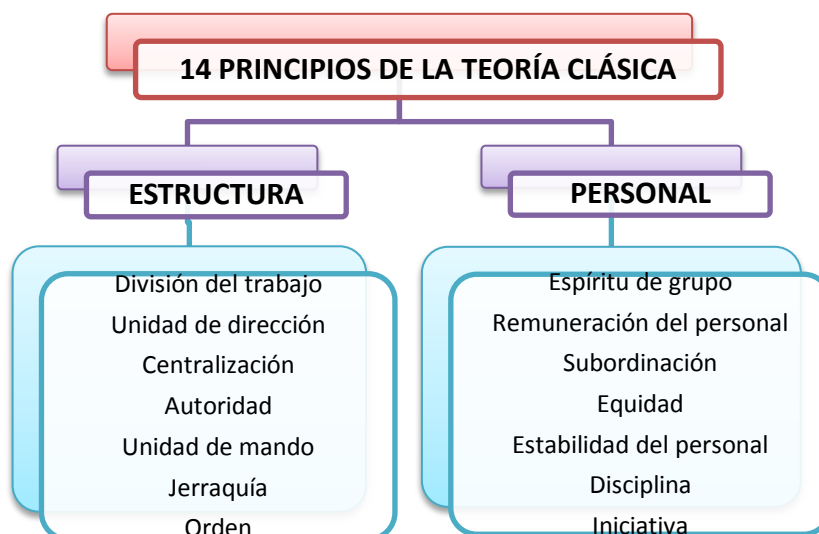 14 PRINCIPIOS DE LA TEORÍA CLÁSICA
ESTRUCTURA
División del trabajo
Unidad de dirección
Centralización
Autoridad
Unidad de mando
Jerraquía
Orden
PERSONAL
Espíritu de grupo
Remuneración del personal
Subordinación
Equidad
Estabilidad del personal
Disciplina
Iniciativa